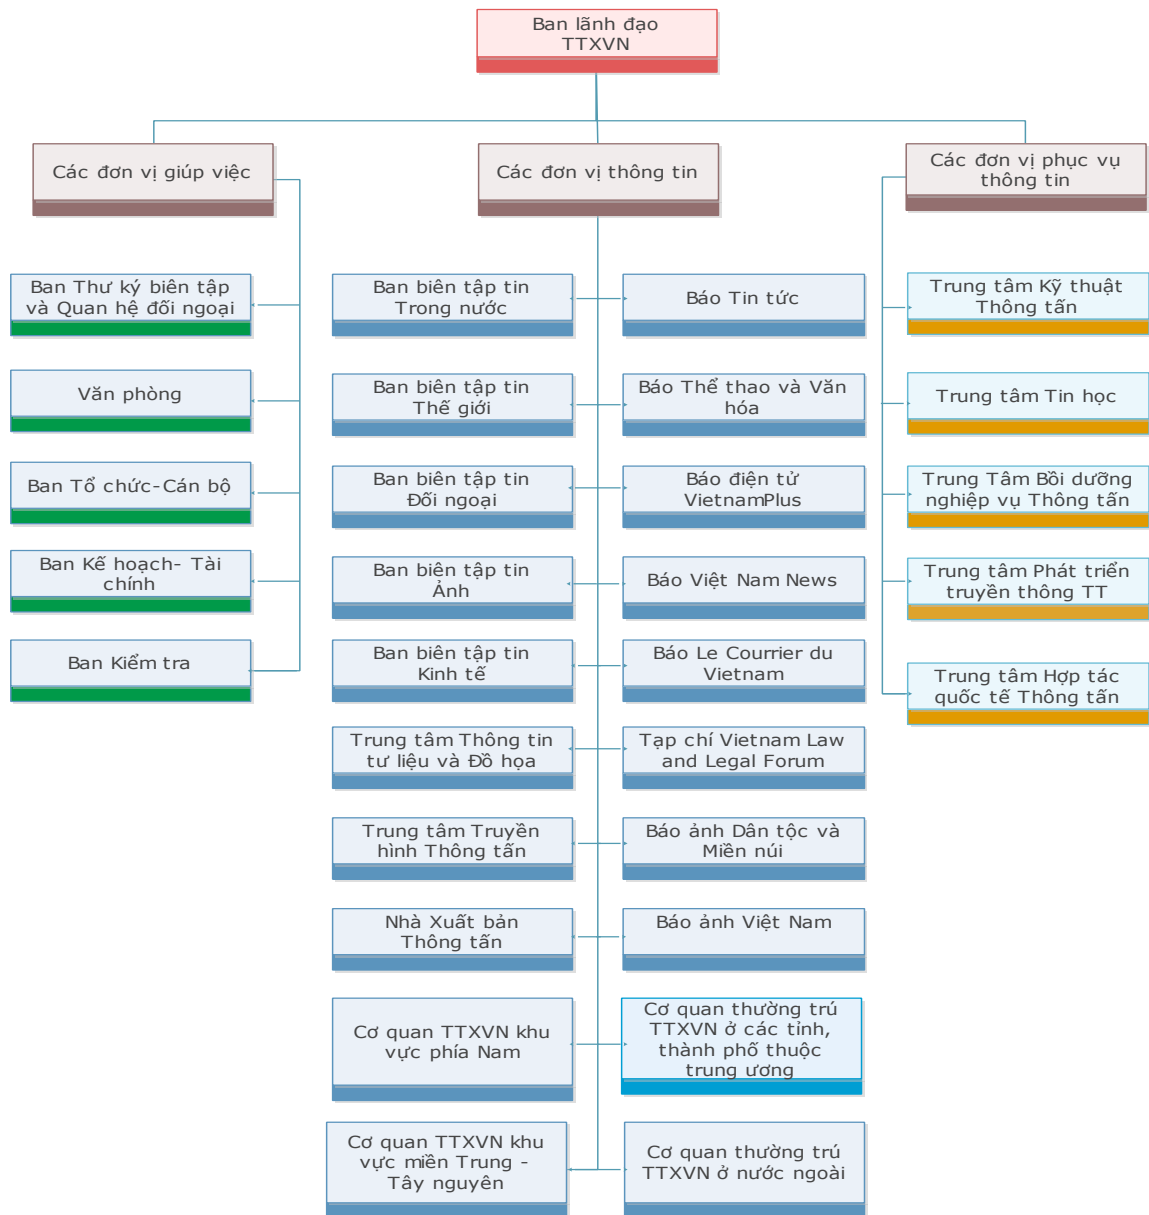 Ban lãnh đạo
TTXVN
Các đơn vị giúp việc
Các đơn vị thông tin
Các đơn vị phục vụ
thông tin
Ban Thư ký biên tập
và Quan hệ đối ngoại
Văn phòng
Ban Tổ chức-Cán bộ
Ban Kế hoạch- Tài
chính
Ban Kiểm tra
Ban biên tập tin
Trong nước
Ban biên tập tin
Thế giới
Ban biên tập tin
Đối ngoại
Ban biên tập tin
Ảnh
Ban biên tập tin
Kinh tế
Trung tâm Thông tin
tư liệu và Đồ họa
Trung tâm Truyền
hình Thông tấn
Nhà Xuất bản
Thông tấn
Cơ quan TTXVN khu
vực phía Nam
Cơ quan TTXVN khu
vực miền Trung -
Tây nguyên
Báo Tin tức
Báo Thể thao và Văn
hóa
Báo điện tử
VietnamPlus
Báo Việt Nam News
Báo Le Courrier du
Vietnam
Tạp chí Vietnam Law
and Legal Forum
Báo ảnh Dân tộc và
Miền núi
Báo ảnh Việt Nam
Cơ quan thường trú
TTXVN ở các tỉnh,
thành phố thuộc
trung ương
Cơ quan thường trú
TTXVN ở nước ngoài
Trung tâm Kỹ thuật
Thông tấn
Trung tâm Tin học
Trung Tâm Bồi dưỡng
nghiệp vụ Thông tấn
Trung tâm Phát triển
truyền thông TT
Trung tâm Hợp tác
quốc tế Thông tấn